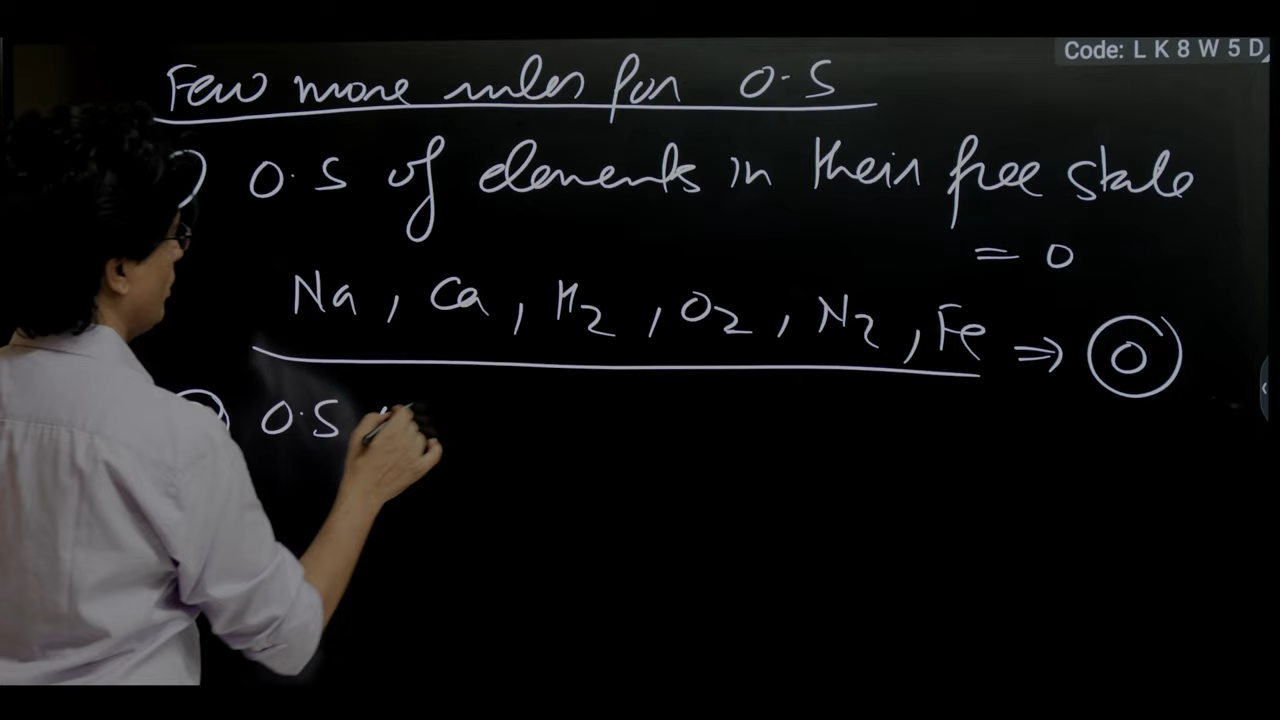 Code: L K 8 W 5 D
Few more rules for O.S
) O.S of elements in their free state
= 0
Na, Ca, H2, O2, N2, Fe ⇒ 0
O.S